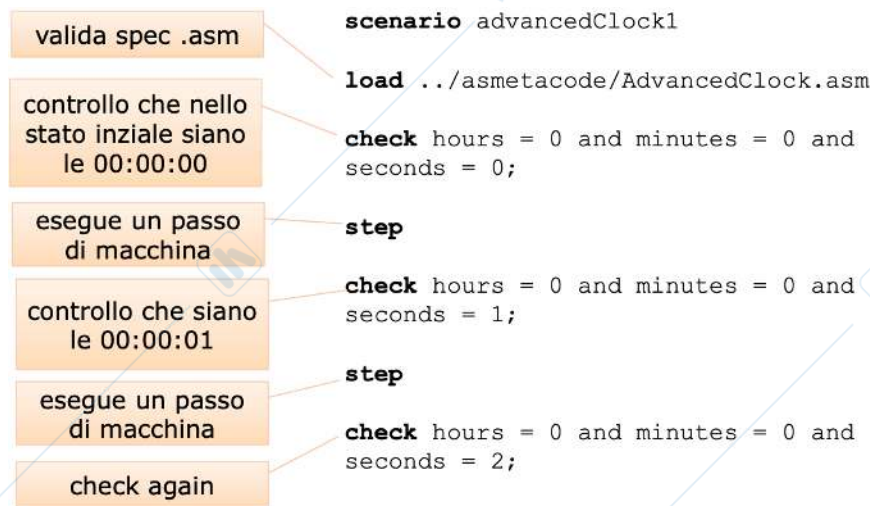 valida spec .asm
controllo che nello
stato inziale siano
le 00:00:00
esegue un passo
di macchina
controllo che siano
le 00:00:01
esegue un passo
di macchina
check again
scenario advancedClock1
load ../asmetacode/AdvancedClock.asm
check hours = 0 and minutes = 0 and
seconds = 0;
step
check hours = 0 and minutes = 0 and
seconds = 1;
step
check hours = 0 and minutes = 0 and
seconds = 2;